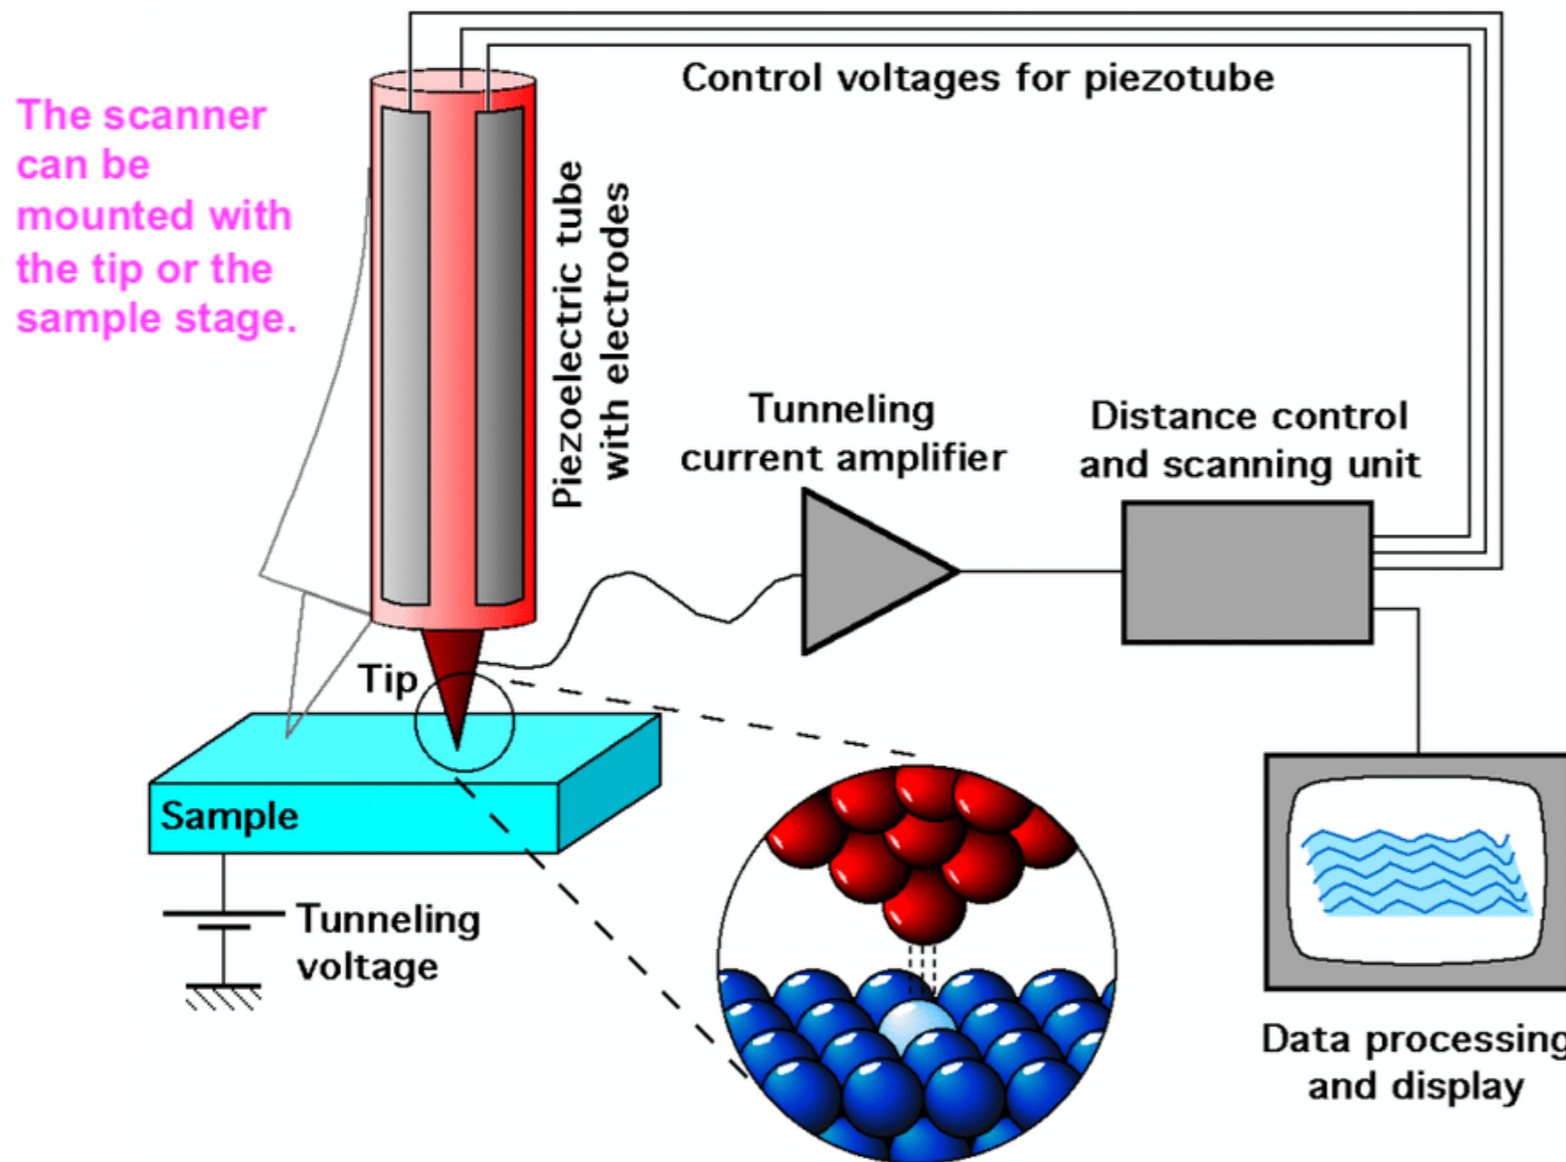 Control voltages for piezotube
The scanner
can be
mounted with
the tip or the
sample stage.
Piezoelectric tube
with electrodes
Tunneling
current amplifier
Distance control
and scanning unit
Tip
Sample
Tunneling
voltage
Data processing
and display